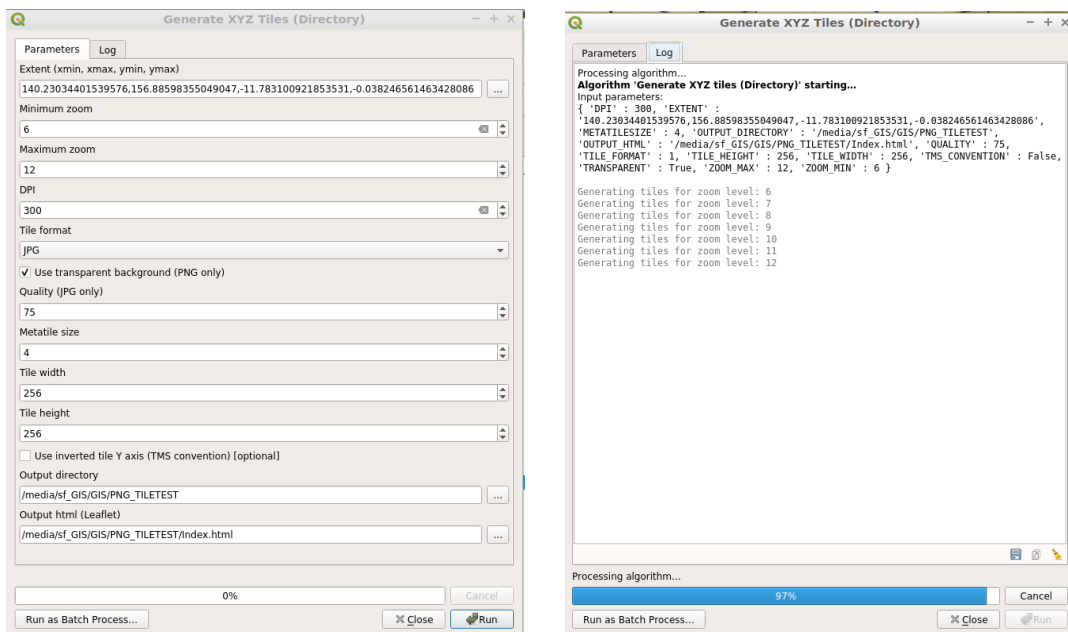 Generate XYZ Tiles (Directory)
Parameters
Log
Extent (xmin, xmax, ymin, ymax)
140.23034401539576,156.88598355049047,-11.783100921853531,-0.038246561463428086
...
Minimum zoom
6
Maximum zoom
12
DPI
300
Tile format
JPG
Use transparent background (PNG only)
Quality (JPG only)
75
Metatile size
4
Tile width
256
Tile height
256
Use inverted tile Y axis (TMS convention) [optional]
Output directory
/media/sf_GIS/GIS/PNG_TILETEST
...
Output html (Leaflet)
/media/sf_GIS/GIS/PNG_TILETEST/Index.html
...
0%
Cancel
Run as Batch Process...
Close
Run
Generate XYZ Tiles (Directory)
Parameters
Log
Processing algorithm...
Algorithm 'Generate XYZ tiles (Directory)' starting...
Input parameters:
{ 'DPI' : 300, 'EXTENT' :
'140.23034401539576,156.88598355049047,-11.783100921853531,-0.038246561463428086',
'METATILESIZE' : 4, 'OUTPUT_DIRECTORY' : '/media/sf_GIS/GIS/PNG_TILETEST',
'OUTPUT_HTML' : '/media/sf_GIS/GIS/PNG_TILETEST/Index.html', 'QUALITY' : 75,
'TILE_FORMAT' : 1, 'TILE_HEIGHT' : 256, 'TILE_WIDTH' : 256, 'TMS_CONVENTION' : False,
'TRANSPARENT' : True, 'ZOOM_MAX' : 12, 'ZOOM_MIN' : 6 }
Generating tiles for zoom level: 6
Generating tiles for zoom level: 7
Generating tiles for zoom level: 8
Generating tiles for zoom level: 9
Generating tiles for zoom level: 10
Generating tiles for zoom level: 11
Generating tiles for zoom level: 12
Processing algorithm...
97%
Cancel
Run as Batch Process...
Close
Run